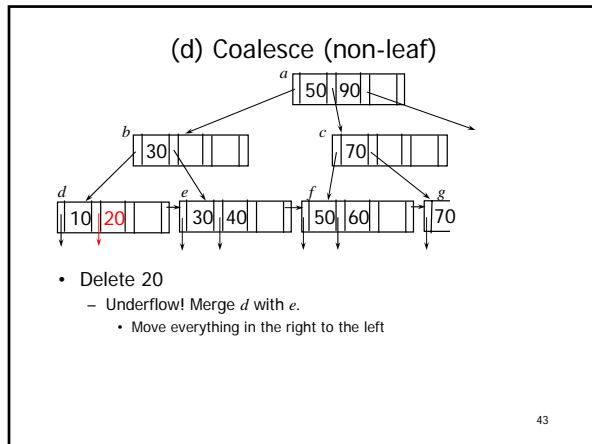 (d) Coalesce (non-leaf)
a
50 90
b
30
c
70
d
10 20
e
30 40
f
50 60
g
70
• Delete 20
– Underflow! Merge d with e.
• Move everything in the right to the left
43